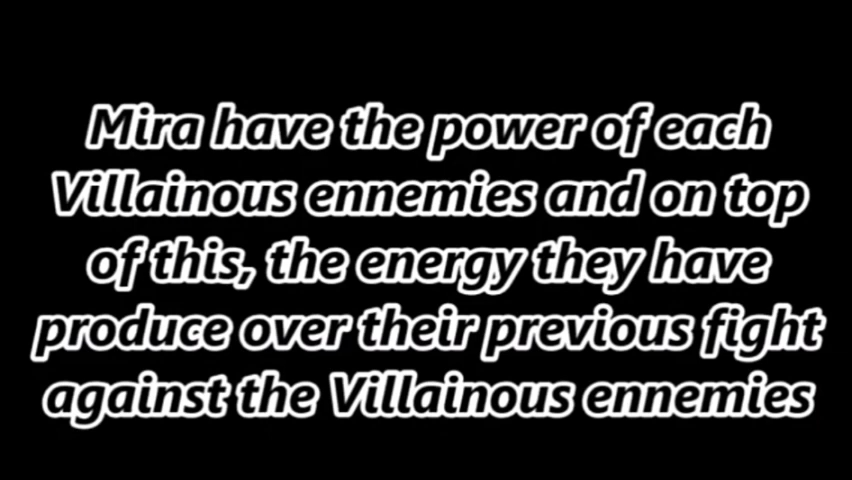 Mira have the power of each
Villainous ennemies and on top
of this, the energy they have
produce over their previous fight
against the Villainous ennemies